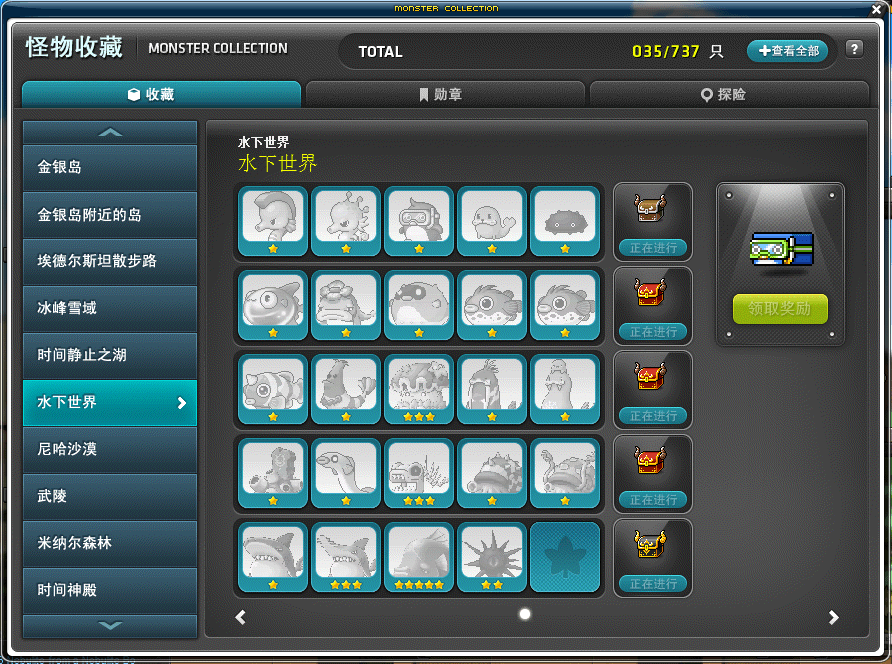 MONSTER COLLECTION
怪物收藏 MONSTER COLLECTION TOTAL 035/737 只 +查看全部 ?
收藏 勋章 探险
金银岛
金银岛附近的岛
埃德尔斯坦散步路
冰峰雪域
时间静止之湖
水下世界
尼哈沙漠
武陵
米纳尔森林
时间神殿
水下世界
水下世界
正在进行
正在进行
正在进行
正在进行
正在进行
领取奖励